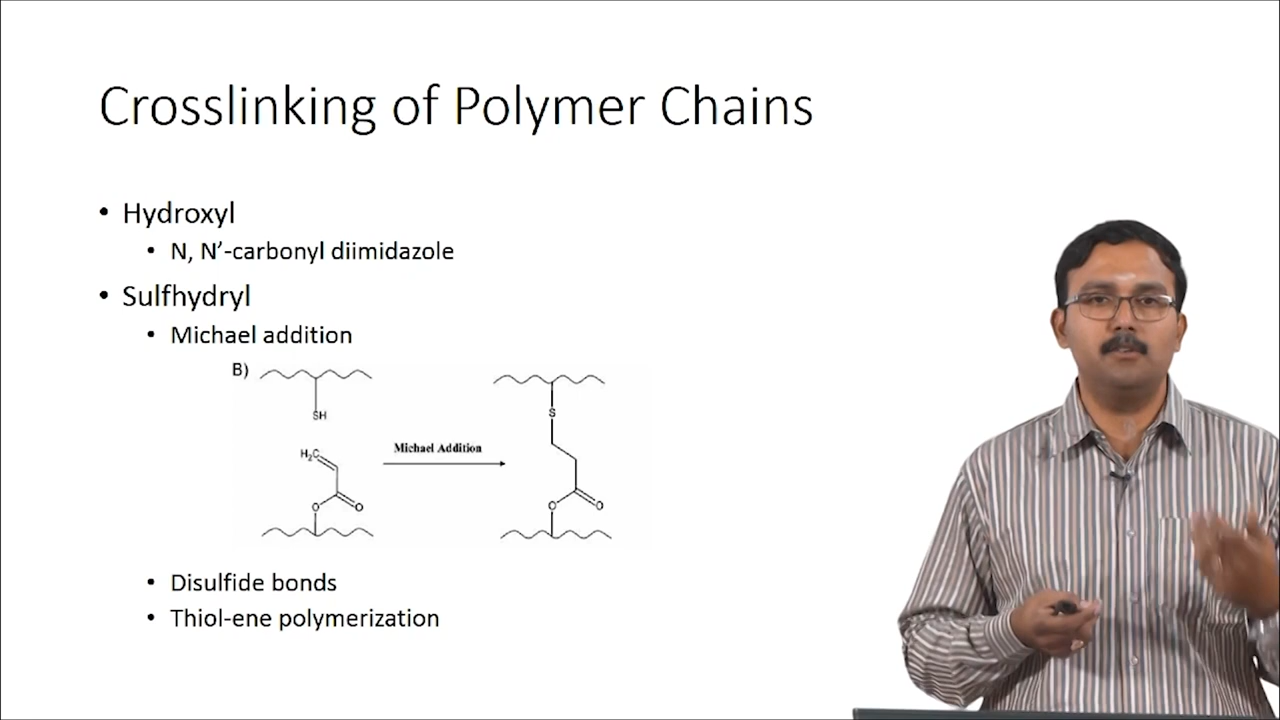 Crosslinking of Polymer Chains
• Hydroxyl
• N, N’-carbonyl diimidazole
• Sulfhydryl
• Michael addition
B)
SH
H₂C
O
O
Michael Addition
S
O
O
• Disulfide bonds
• Thiol-ene polymerization